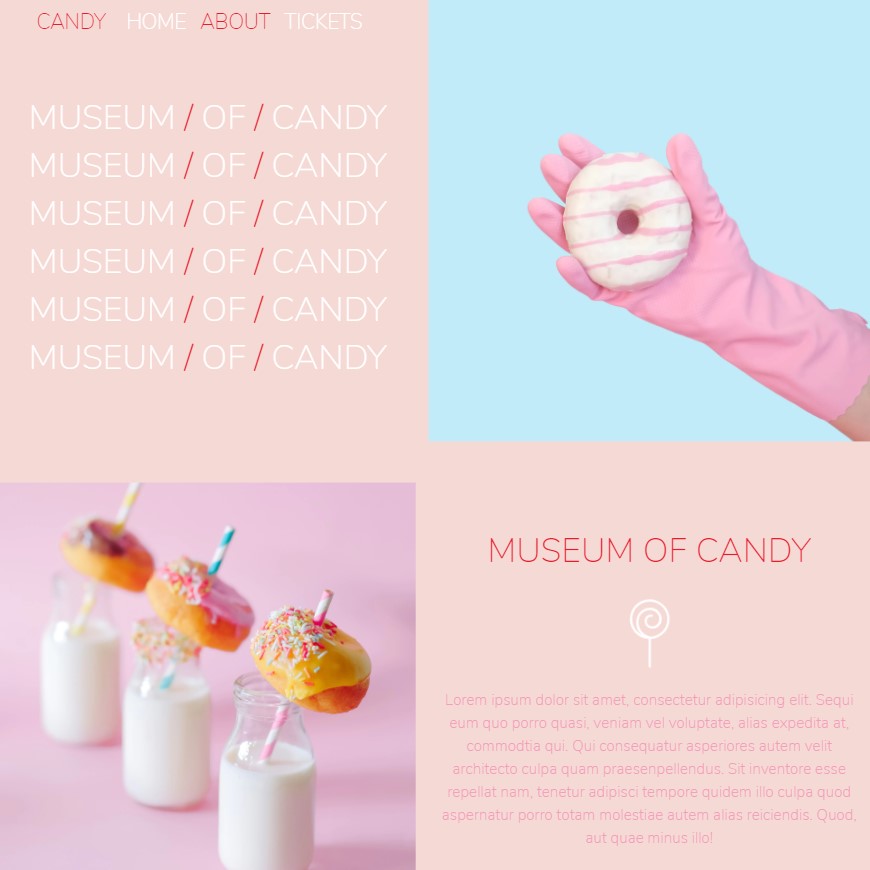 CANDY HOME ABOUT TICKETS
MUSEUM / OF / CANDY
MUSEUM / OF / CANDY
MUSEUM / OF / CANDY
MUSEUM / OF / CANDY
MUSEUM / OF / CANDY
MUSEUM / OF / CANDY
MUSEUM OF CANDY
Lorem ipsum dolor sit amet, consectetur adipisicing elit. Sequi
eum quo porro quasi, veniam vel voluptate, alias expedita at,
commodtia qui. Qui consequatur asperiores autem velit
architecto culpa quam praesenpellendus. Sit inventore esse
repellat nam, tenetur adipisci tempore quidem illo culpa quod
aspernatur porro totam molestiae autem alias reiciendis. Quod,
aut quae minus illo!